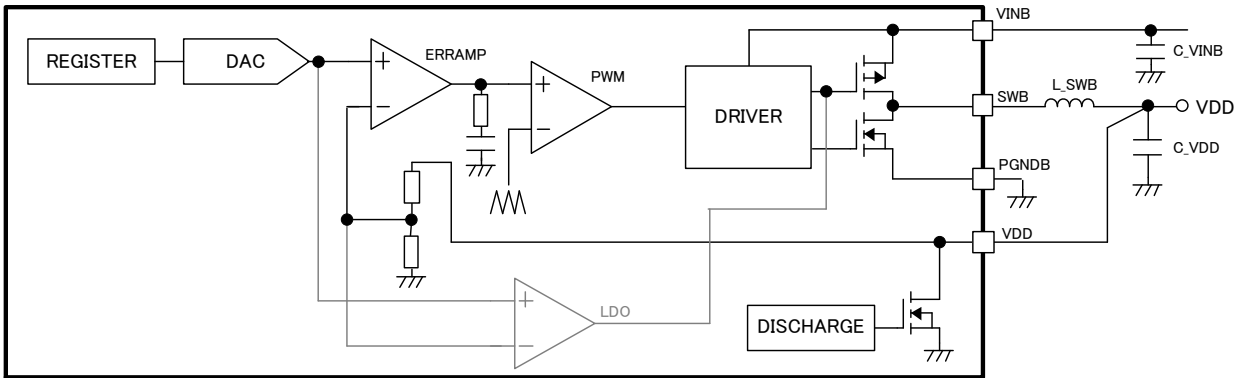 VINB
REGISTER
DAC
ERRAMP
PWM
C_VINB
SWB
L_SWB
VDD
DRIVER
C_VDD
PGNDB
VDD
LDO
DISCHARGE